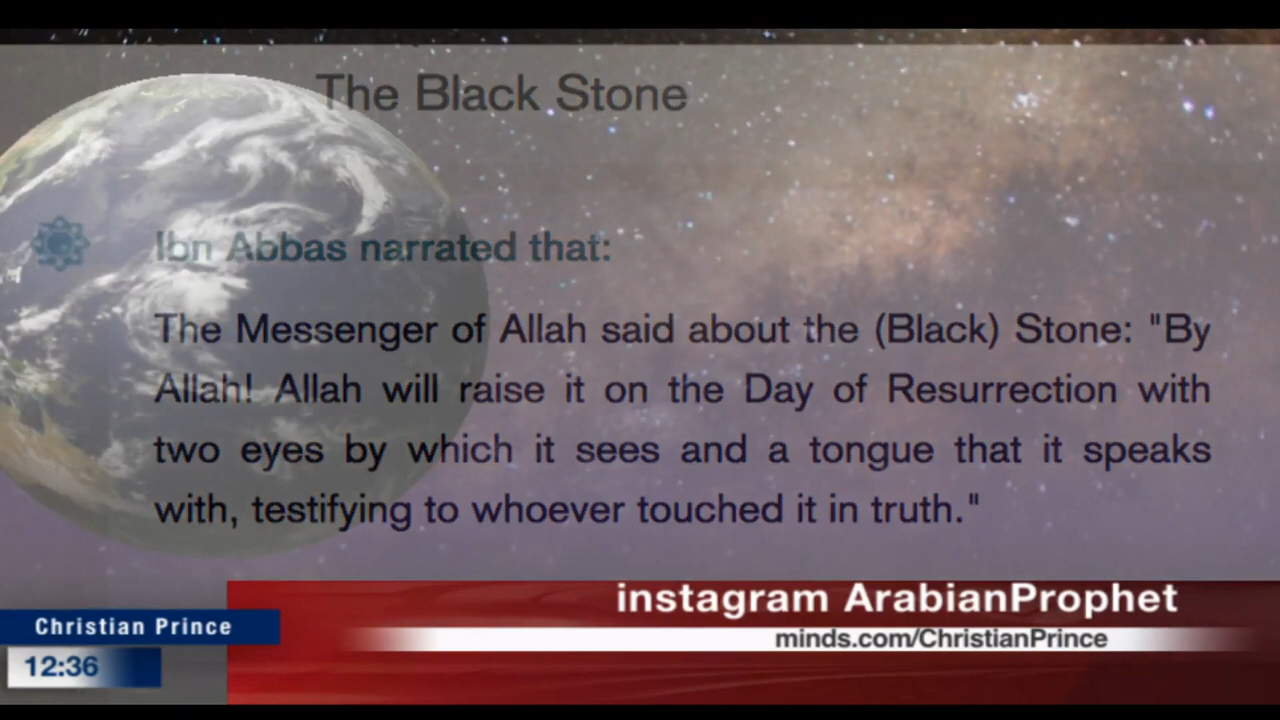 The Black Stone
Ibn Abbas narrated that:
The Messenger of Allah said about the (Black) Stone: "By
Allah! Allah will raise it on the Day of Resurrection with
two eyes by which it sees and a tongue that it speaks
with, testifying to whoever touched it in truth."
instagram ArabianProphet
Christian Prince
minds.com/ChristianPrince
12:36